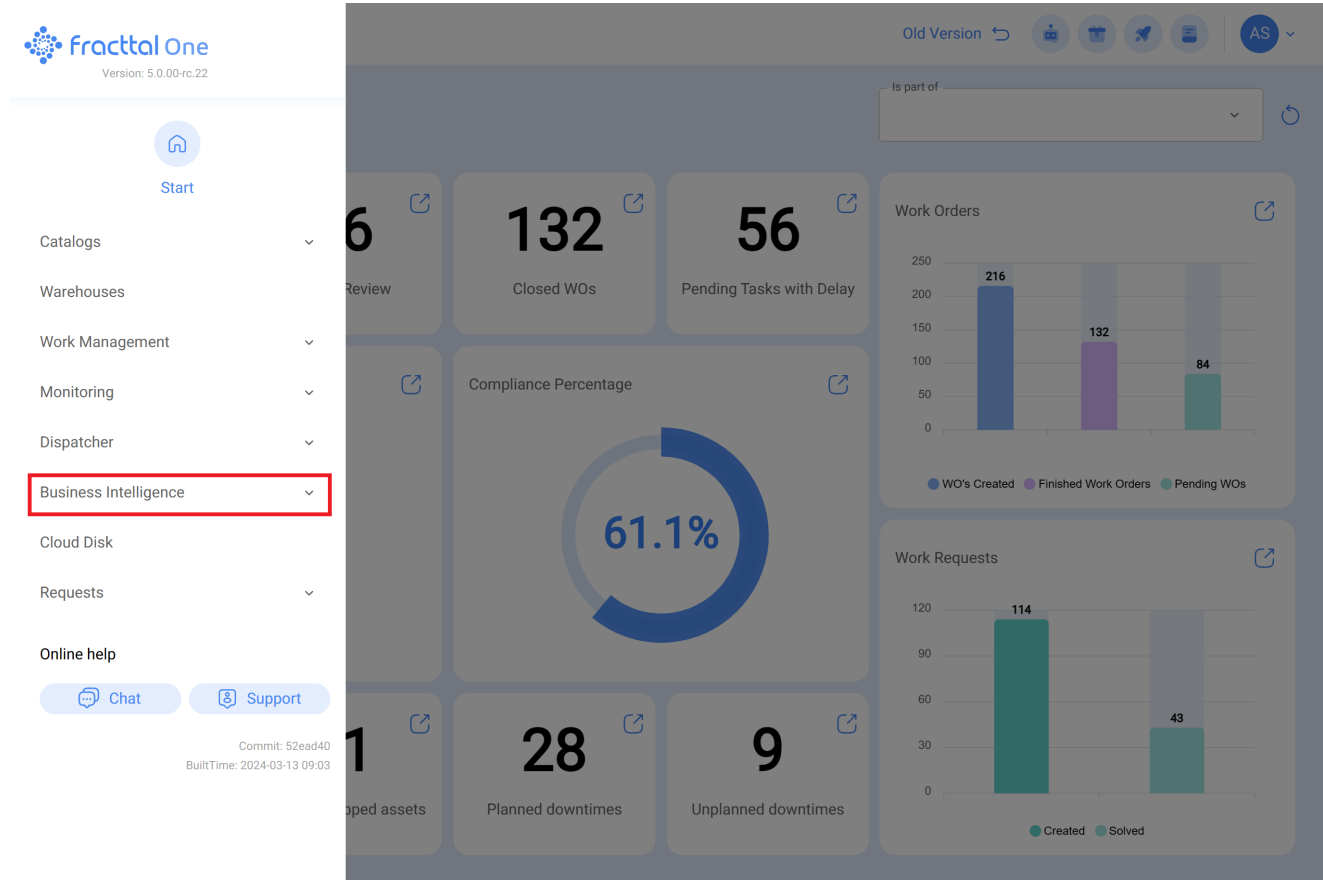 fracttal One
Version: 5.0.00-rc.22
Start
Catalogs
Warehouses
Work Management
Monitoring
Dispatcher
Business Intelligence
Cloud Disk
Requests
Online help
Chat Support
Commit: 52ead40
BuiltTime: 2024-03-13 09:03
Old Version
AS
Is part of
6
Review
132
Closed WOs
56
Pending Tasks with Delay
Work Orders
250
200
150
100
50
0
216
132
84
WO's Created Finished Work Orders Pending WOs
Compliance Percentage
61.1%
Work Requests
120
90
60
30
0
114
43
Created Solved
1
assets
28
Planned downtimes
9
Unplanned downtimes